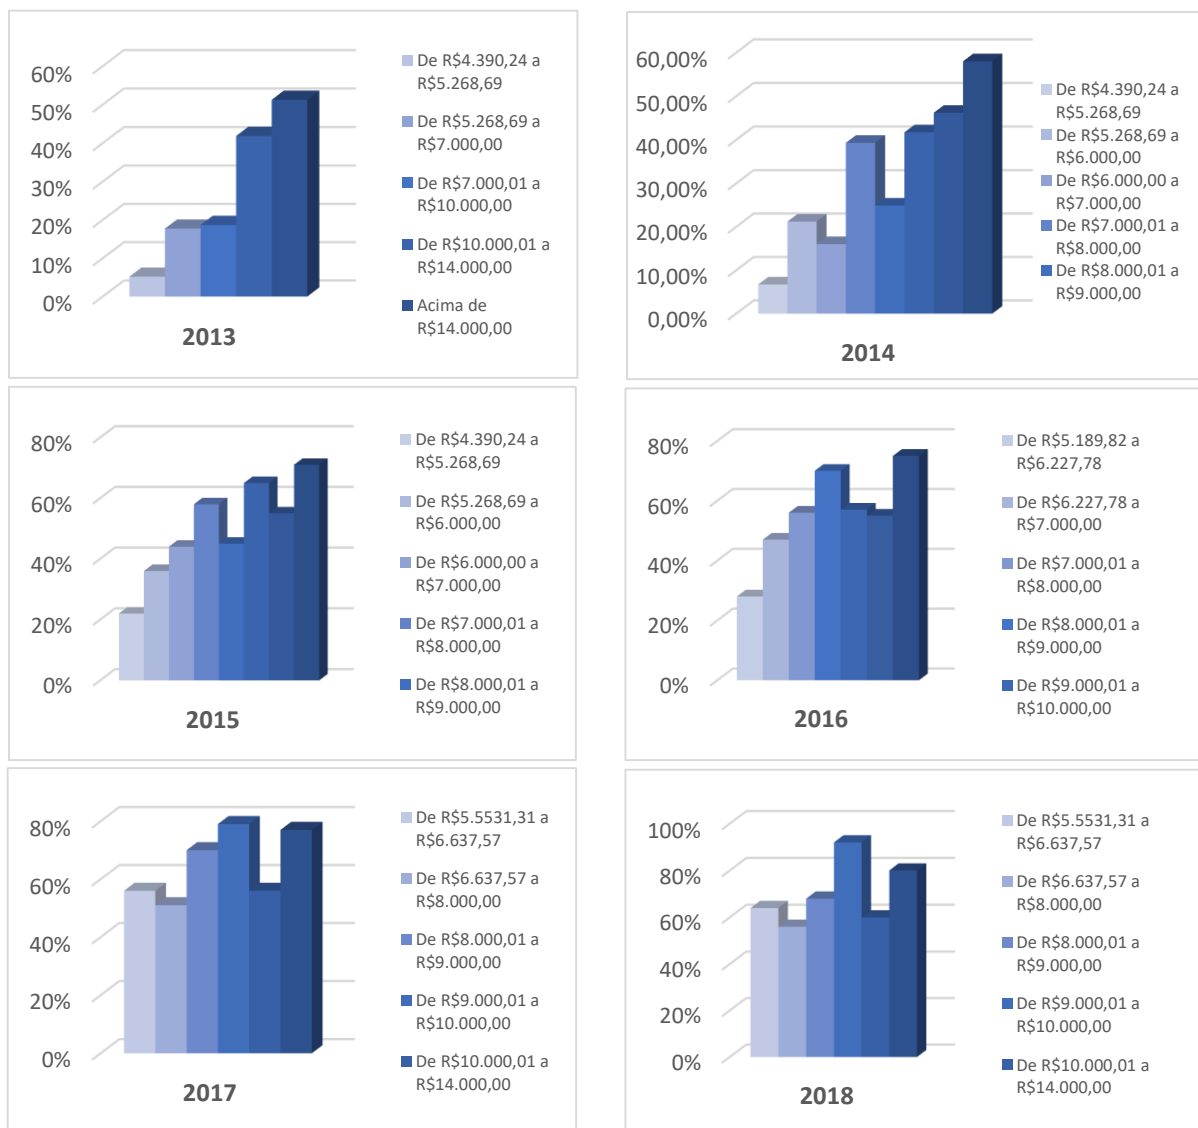 60%
50%
40%
30%
20%
10%
0%
2013
De R$4.390,24 a
R$5.268,69
De R$5.268,69 a
R$7.000,00
De R$7.000,01 a
R$10.000,00
De R$10.000,01 a
R$14.000,00
Acima de
R$14.000,00
60,00%
50,00%
40,00%
30,00%
20,00%
10,00%
0,00%
2014
De R$4.390,24 a
R$5.268,69
De R$5.268,69 a
R$6.000,00
De R$6.000,00 a
R$7.000,00
De R$7.000,01 a
R$8.000,00
De R$8.000,01 a
R$9.000,00
80%
60%
40%
20%
0%
2015
De R$4.390,24 a
R$5.268,69
De R$5.268,69 a
R$6.000,00
De R$6.000,00 a
R$7.000,00
De R$7.000,01 a
R$8.000,00
De R$8.000,01 a
R$9.000,00
80%
60%
40%
20%
0%
2016
De R$5.189,82 a
R$6.227,78
De R$6.227,78 a
R$7.000,00
De R$7.000,01 a
R$8.000,00
De R$8.000,01 a
R$9.000,00
De R$9.000,01 a
R$10.000,00
80%
60%
40%
20%
0%
2017
De R$5.5531,31 a
R$6.637,57
De R$6.637,57 a
R$8.000,00
De R$8.000,01 a
R$9.000,00
De R$9.000,01 a
R$10.000,00
De R$10.000,01 a
R$14.000,00
100%
80%
60%
40%
20%
0%
2018
De R$5.5531,31 a
R$6.637,57
De R$6.637,57 a
R$8.000,00
De R$8.000,01 a
R$9.000,00
De R$9.000,01 a
R$10.000,00
De R$10.000,01 a
R$14.000,00